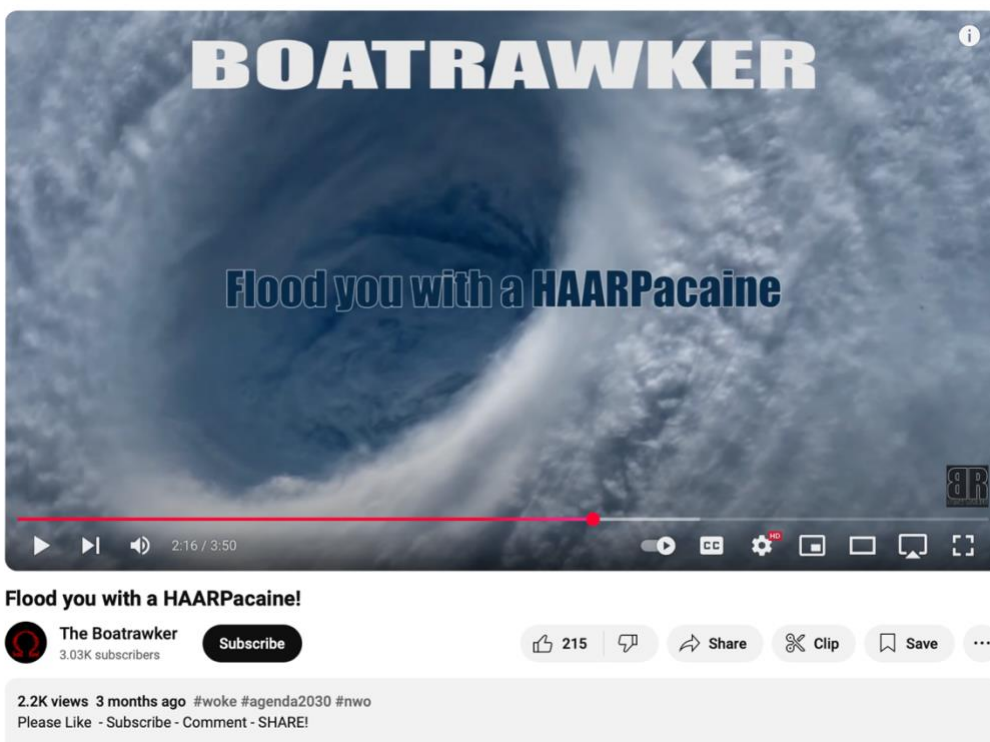 BOATRAWKER
Flood you with a HAARPacaine
BR
2:16 / 3:50
CC
HD
Flood you with a HAARPacaine!
The Boatrawker
3.03K subscribers
Subscribe
215
Share
Clip
Save
2.2K views 3 months ago #woke #agenda2030 #nwo
Please Like - Subscribe - Comment - SHARE!